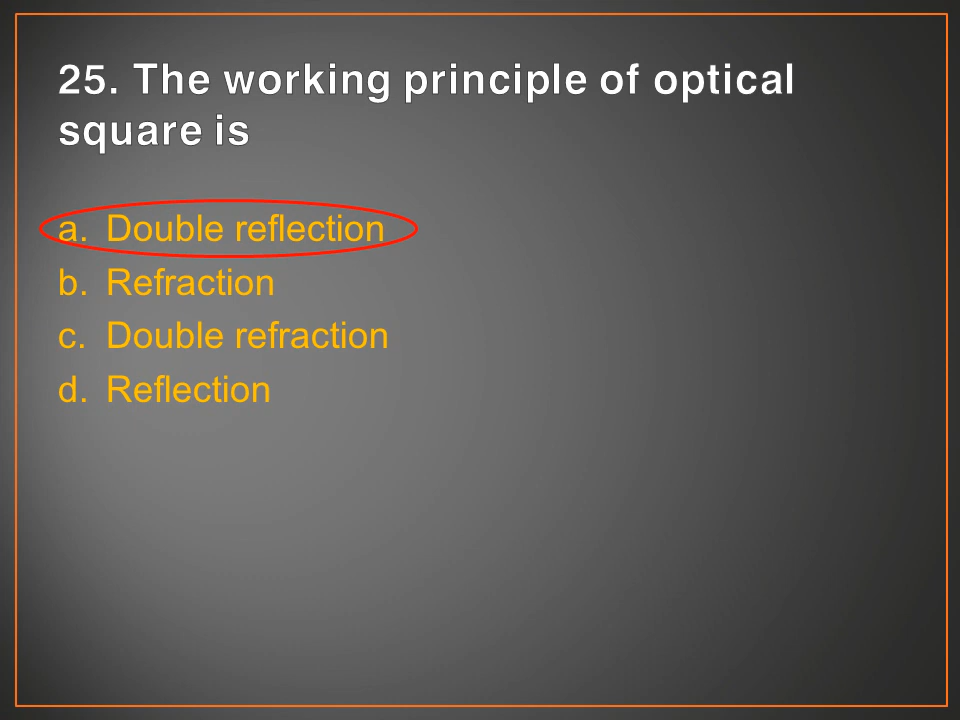 25. The working principle of optical
square is
a. Double reflection
b. Refraction
c. Double refraction
d. Reflection